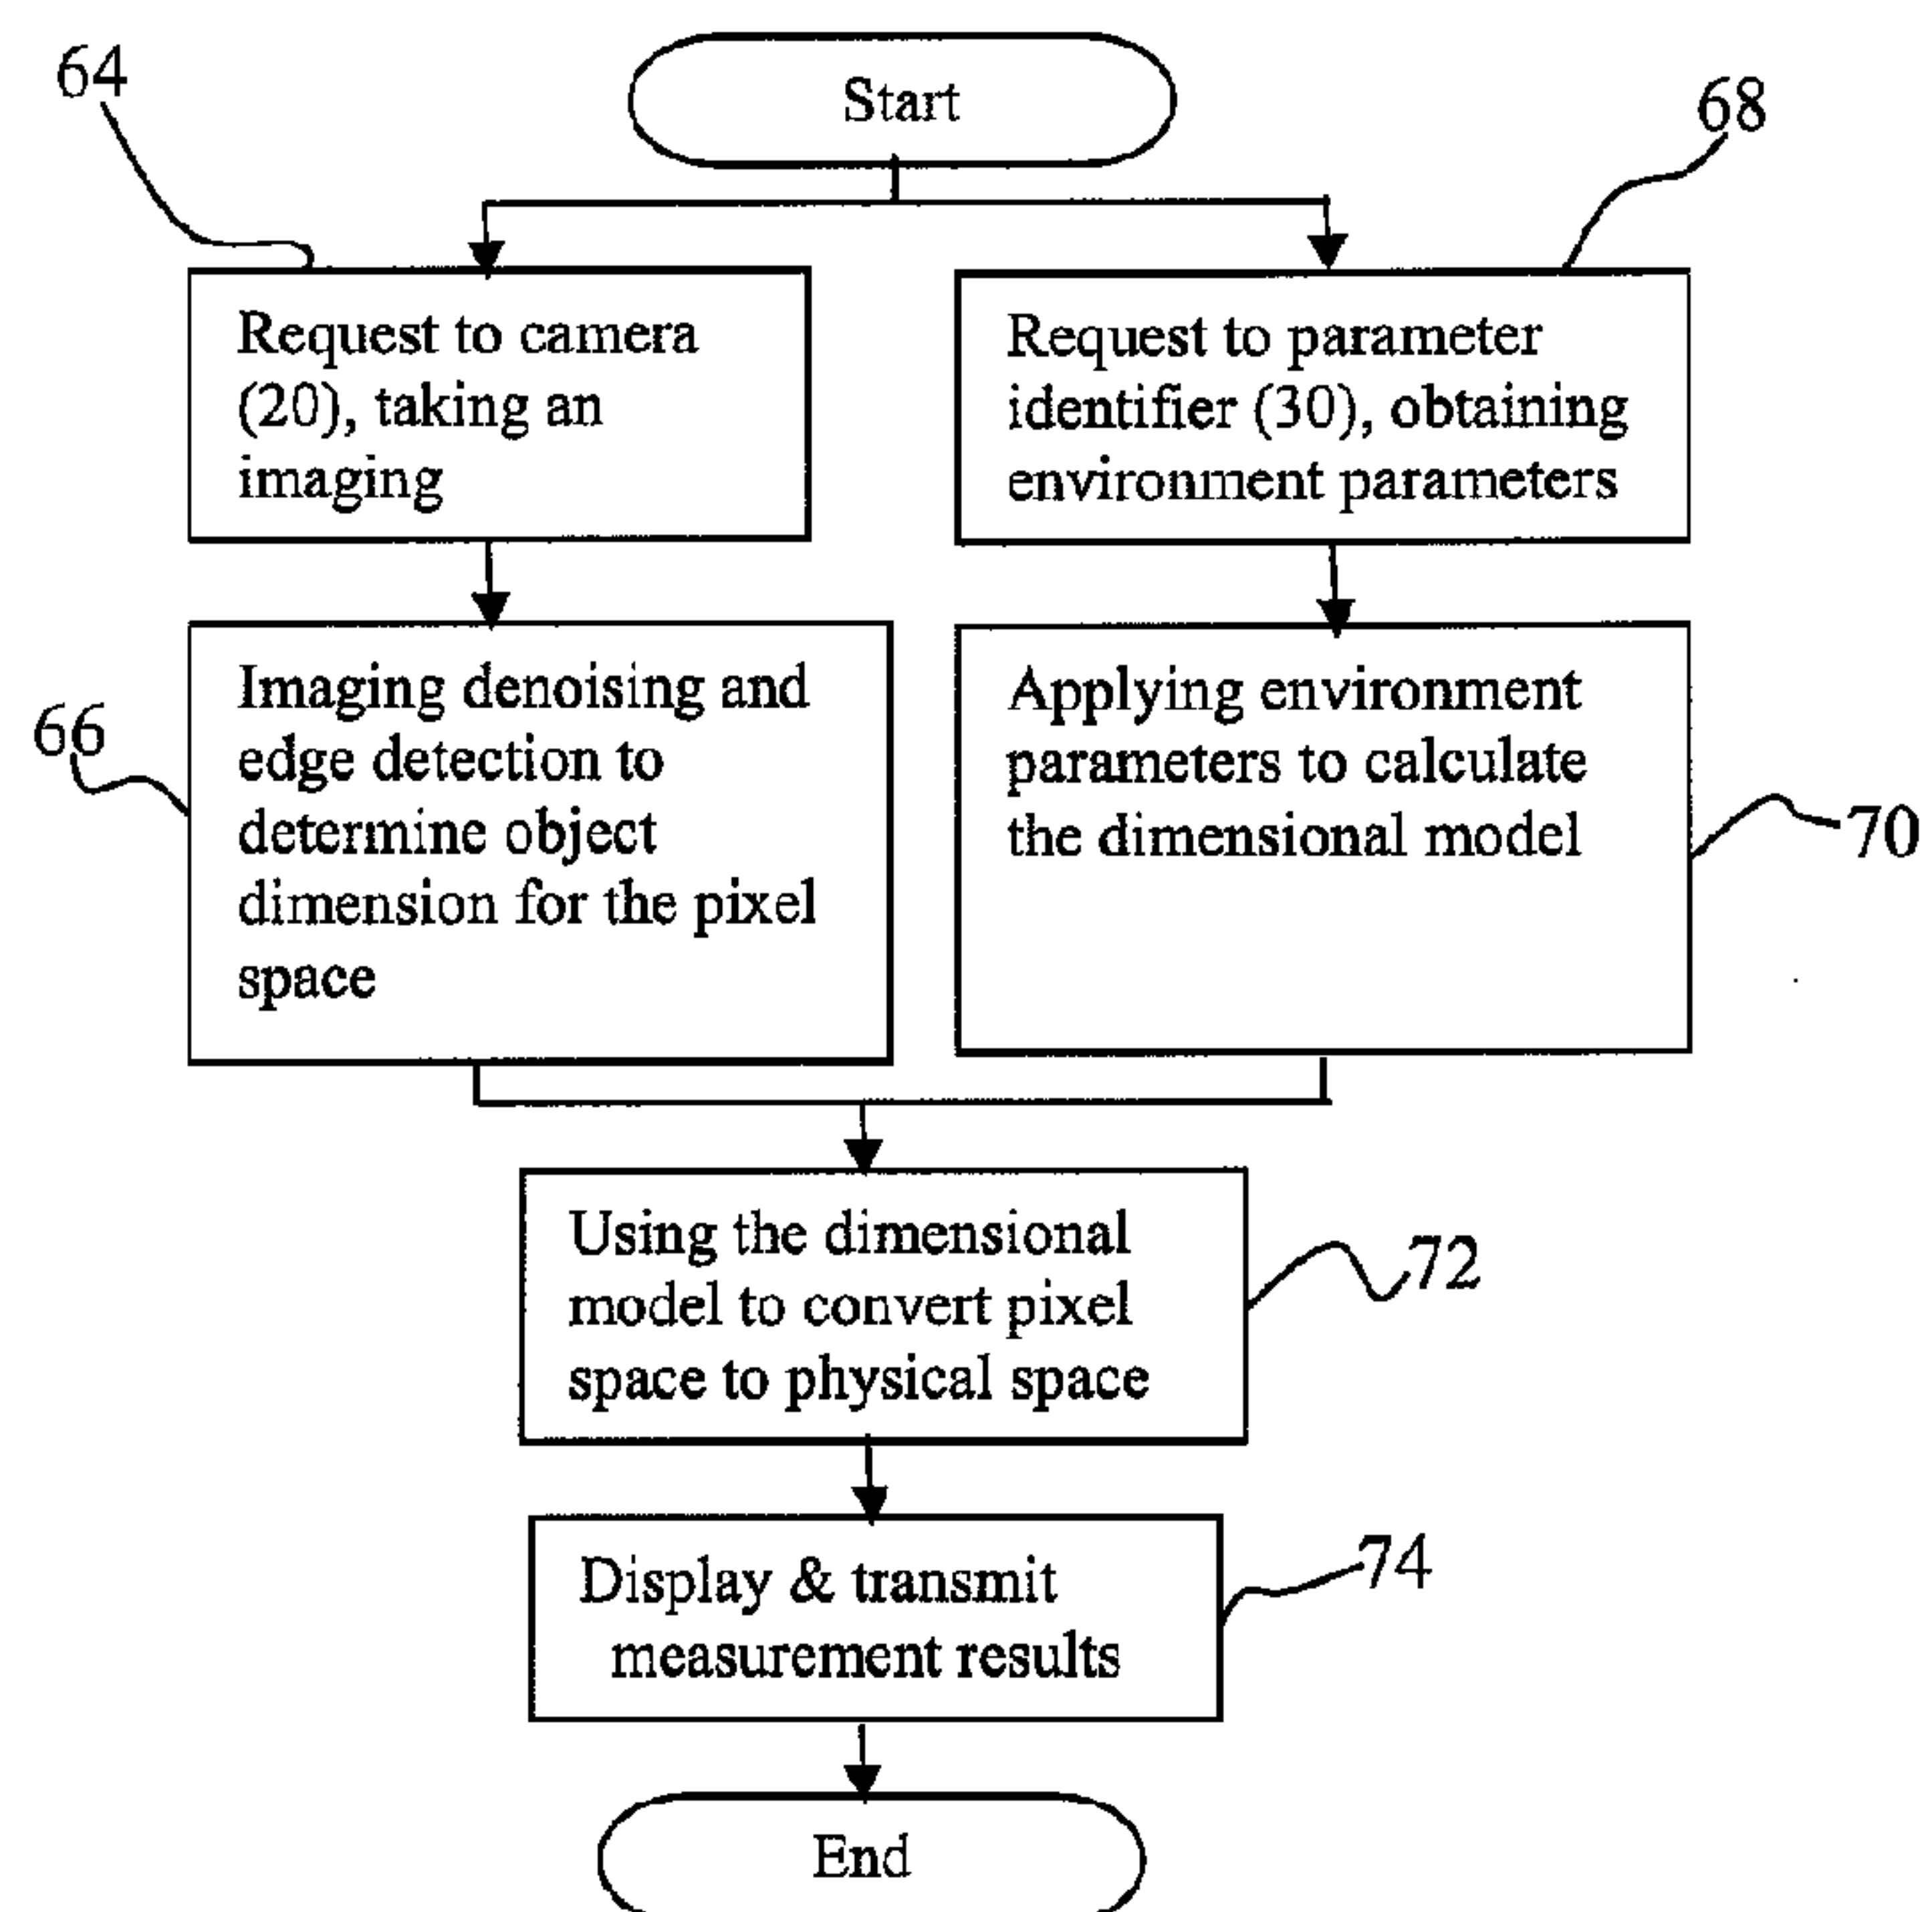 64
Start
68
Request to camera
(20), taking an
imaging
Request to parameter
identifier (30), obtaining
environment parameters
66
Imaging denoising and
edge detection to
determine object
dimension for the pixel
space
Applying environment
parameters to calculate
the dimensional model
70
Using the dimensional
model to convert pixel
space to physical space
72
Display & transmit
measurement results
74
End